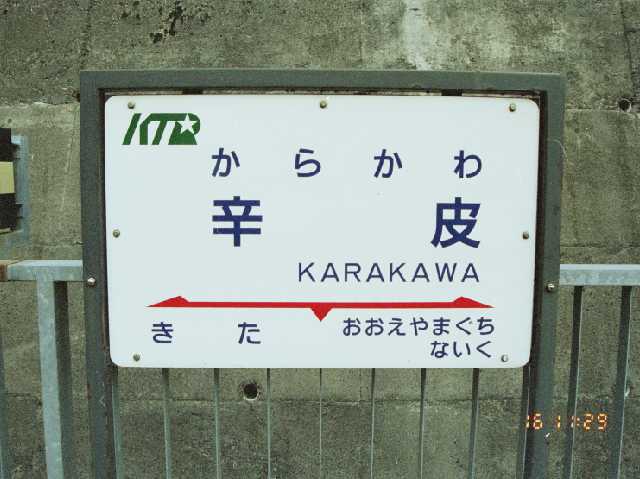 KTR
からかわ
辛皮
KARAKAWA
きた
おおえやまぐち
ないく
16 11 29